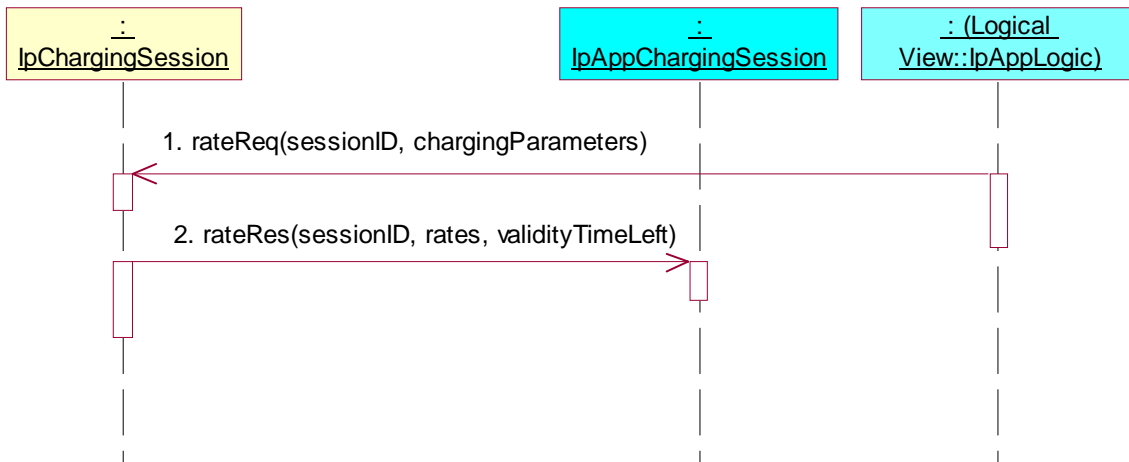 :
IpChargingSession
:
IpAppChargingSession
: (Logical
View::IpAppLogic)
1. rateReq(sessionID, chargingParameters)
2. rateRes(sessionID, rates, validityTimeLeft)